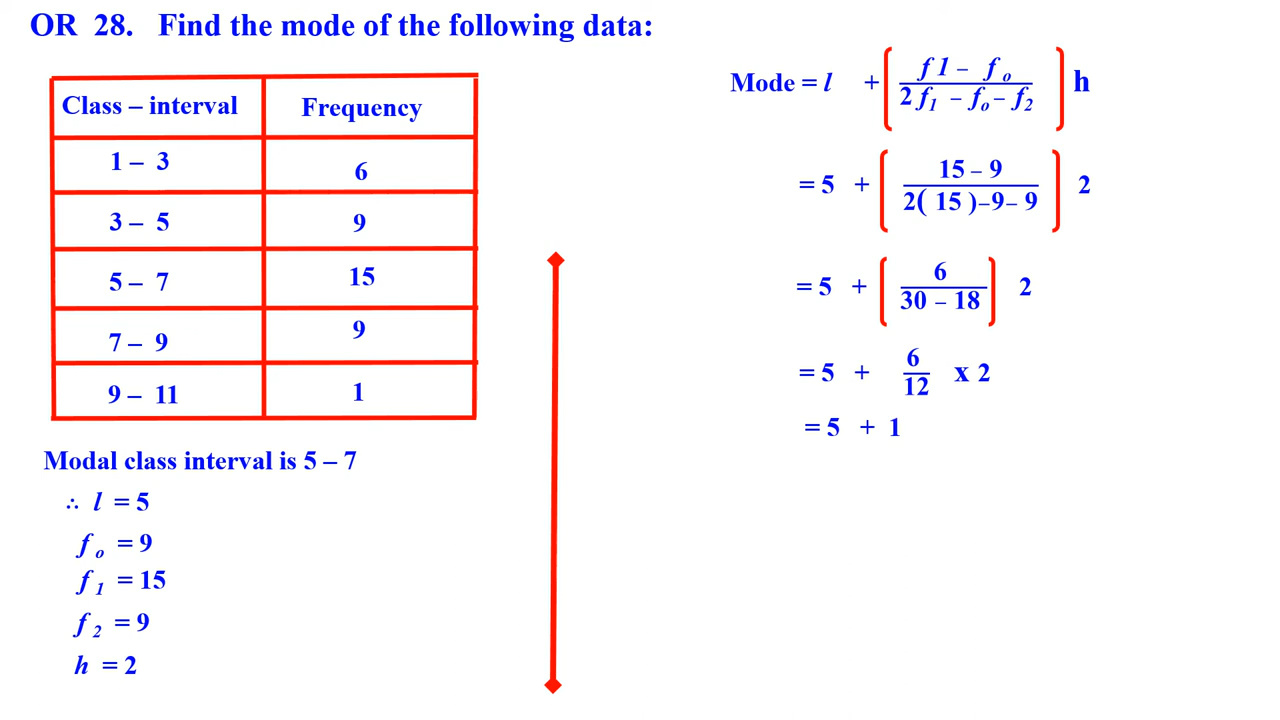 OR 28. Find the mode of the following data:
Class – interval Frequency
1 – 3 6
3 – 5 9
5 – 7 15
7 – 9 9
9 – 11 1
Modal class interval is 5 – 7
∴ l = 5
f₀ = 9
f₁ = 15
f₂ = 9
h = 2
Mode = l + [ (f1 – f₀) / (2f₁ – f₀ – f₂) ] h
= 5 + [ (15 – 9) / (2( 15 )–9– 9) ] 2
= 5 + [ 6 / (30 – 18) ] 2
= 5 + 6/12 x 2
= 5 + 1